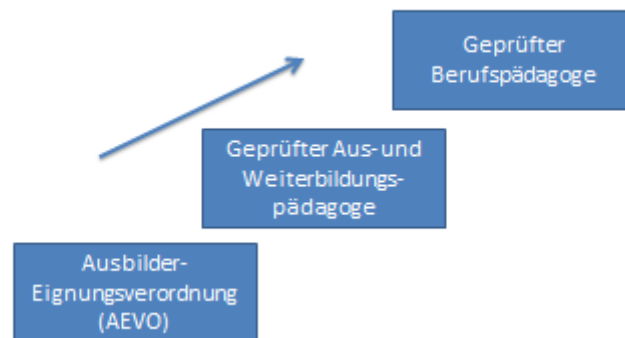 Geprüfter
Berufspädagoge
Geprüfter Aus- und
Weiterbildungs-
pädagoge
Ausbilder-
Eignungsverordnung
(AEVO)